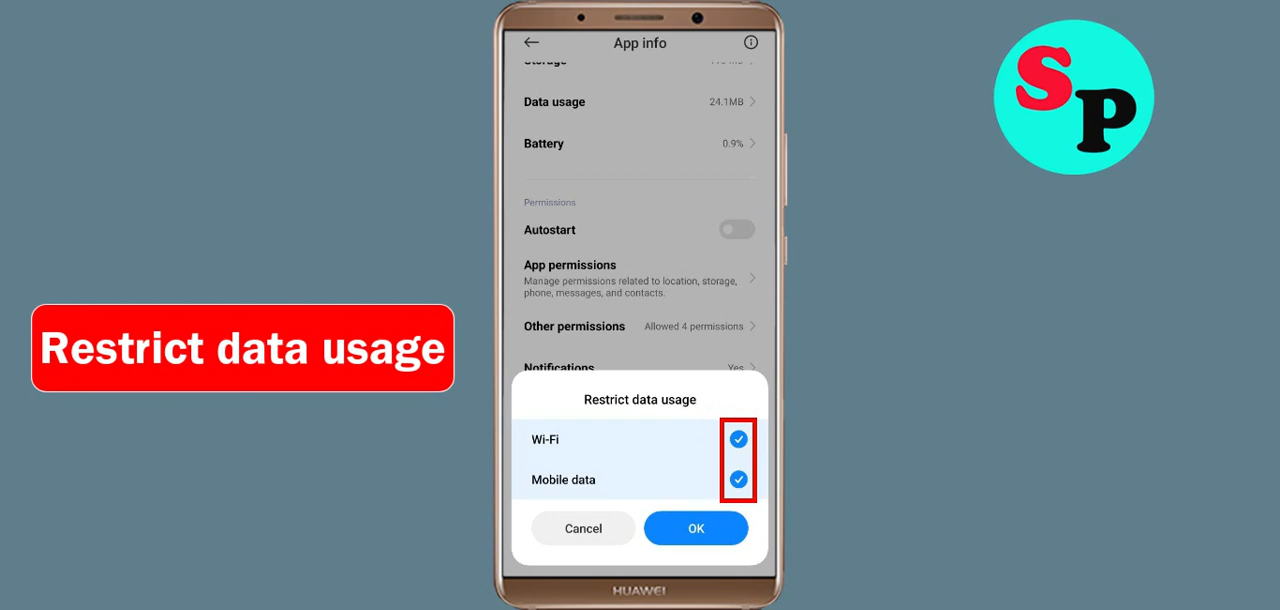 App info
Storage
Data usage 24.1MB
Battery 0.9%
Permissions
Autostart
App permissions
Manage permissions related to location, storage,
phone, messages, and contacts.
Other permissions Allowed 4 permissions
Notifications Yes
Restrict data usage
Restrict data usage
Wi-Fi
Mobile data
Cancel OK
HUAWEI
SP